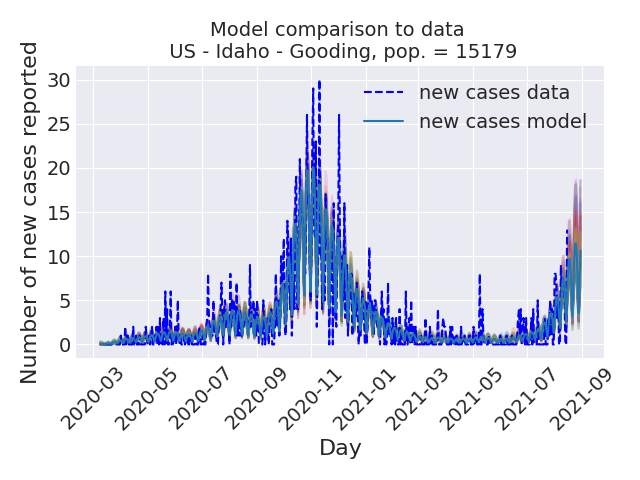 Model comparison to data
US - Idaho - Gooding, pop. = 15179
Number of new cases reported
30
25
20
15
10
5
0
new cases data
new cases model
2020-03
2020-05
2020-07
2020-09
2020-11
2021-01
2021-03
2021-05
2021-07
2021-09
Day